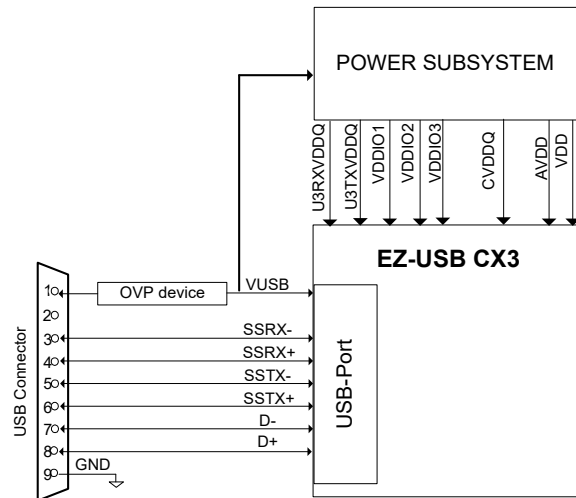 POWER SUBSYSTEM
U3RXVDDQ
U3TXVDDQ
VDDIO1
VDDIO2
VDDIO3
CVDDQ
AVDD
VDD
EZ-USB CX3
USB Connector
1
OVP device
VUSB
2
3
SSRX-
4
SSRX+
5
SSTX-
6
SSTX+
7
D-
8
D+
9
GND
USB-Port